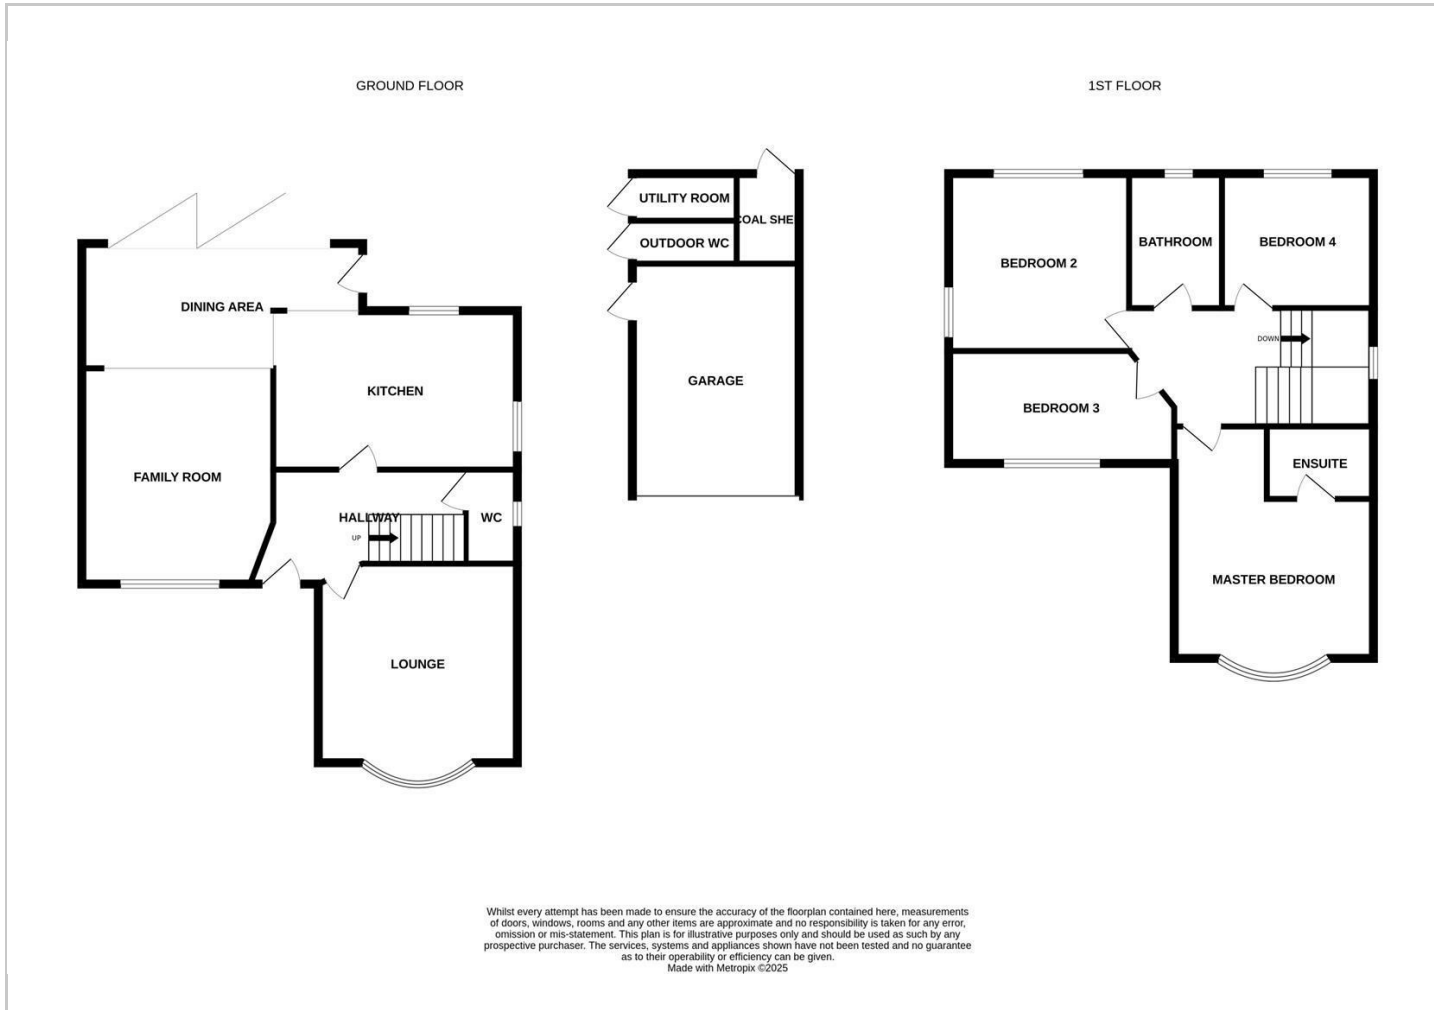 GROUND FLOOR
1ST FLOOR
UTILITY ROOM
COAL SHE
OUTDOOR WC
GARAGE
DINING AREA
KITCHEN
FAMILY ROOM
HALLWAY
UP
WC
LOUNGE
BEDROOM 2
BATHROOM
BEDROOM 4
DOWN
BEDROOM 3
ENSUITE
MASTER BEDROOM
Whilst every attempt has been made to ensure the accuracy of the floorplan contained here, measurements
of doors, windows, rooms and any other items are approximate and no responsibility is taken for any error,
omission or mis-statement. This plan is for illustrative purposes only and should be used as such by any
prospective purchaser. The services, systems and appliances shown have not been tested and no guarantee
as to their operability or efficiency can be given.
Made with Metropix ©2025